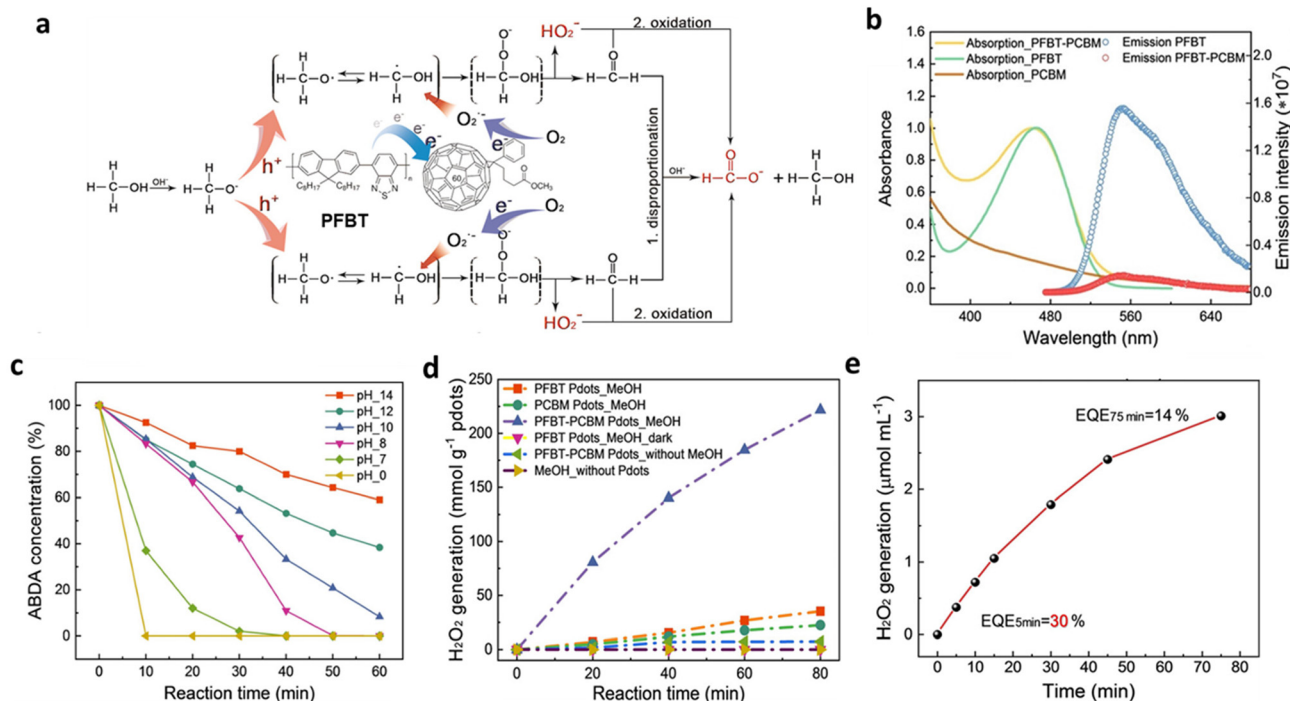 a
2. oxidation
HO₂⁻
H-C-O•
H
H
H-Ċ-OH
H
O⁻
O
H-C-OH
H
O
H-C-H
O₂•⁻
O₂
e⁻
e⁻
e⁻
e⁻
e⁻
h⁺
H
H-C-OH
H
OH⁻
H
H-C-O⁻
H
h⁺
C₈H₁₇
C₈H₁₇
N
S
N
n
PFBT
60
O
OCH₃
e⁻
O₂
O₂•⁻
1. disproportionation
OH⁻
O
H-C-O⁻
+
H
H-C-OH
H
H
H-C-O•
H
H-Ċ-OH
H
O⁻
O
H-C-OH
H
O
H-C-H
HO₂⁻
2. oxidation
b
Absorption_PFBT-PCBM
Absorption_PFBT
Absorption_PCBM
Emission PFBT
Emission PFBT-PCBM
Absorbance
1.6
1.4
1.2
1.0
0.8
0.6
0.4
0.2
0.0
Emission intensity (*10⁷)
2.0
1.6
1.2
0.8
0.4
0.0
400 480 560 640
Wavelength (nm)
c
ABDA concentration (%)
100
80
60
40
20
0
pH_14
pH_12
pH_10
pH_8
pH_7
pH_0
0 10 20 30 40 50 60
Reaction time (min)
d
H₂O₂ generation (mmol g⁻¹ pdots)
250
225
200
175
150
125
100
75
50
25
0
PFBT Pdots_MeOH
PCBM Pdots_MeOH
PFBT-PCBM Pdots_MeOH
PFBT Pdots_MeOH_dark
PFBT-PCBM Pdots_without MeOH
MeOH_without Pdots
0 20 40 60 80
Reaction time (min)
e
H₂O₂ generation (μmol mL⁻¹)
3
2
1
0
EQE75 min=14 %
EQE5min=30 %
0 10 20 30 40 50 60 70 80
Time (min)